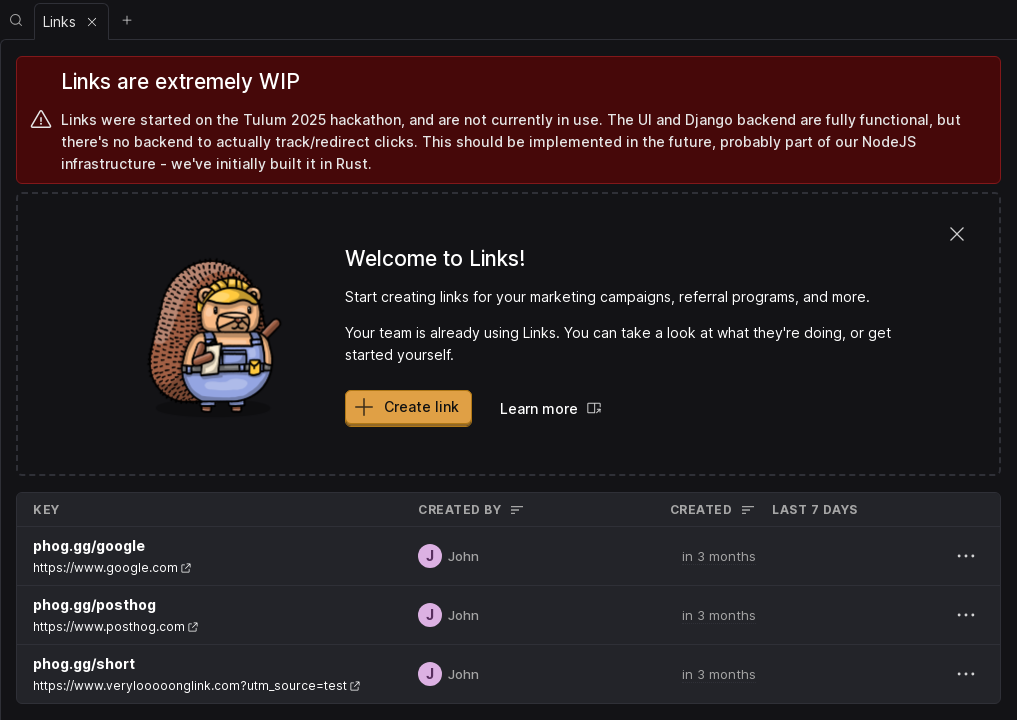 Links
Links are extremely WIP
Links were started on the Tulum 2025 hackathon, and are not currently in use. The UI and Django backend are fully functional, but
there's no backend to actually track/redirect clicks. This should be implemented in the future, probably part of our NodeJS
infrastructure - we've initially built it in Rust.
Welcome to Links!
Start creating links for your marketing campaigns, referral programs, and more.
Your team is already using Links. You can take a look at what they're doing, or get
started yourself.
Create link Learn more
KEY CREATED BY CREATED LAST 7 DAYS
phog.gg/google
https://www.google.com
J John in 3 months
phog.gg/posthog
https://www.posthog.com
J John in 3 months
phog.gg/short
https://www.verylooooonglink.com?utm_source=test
J John in 3 months